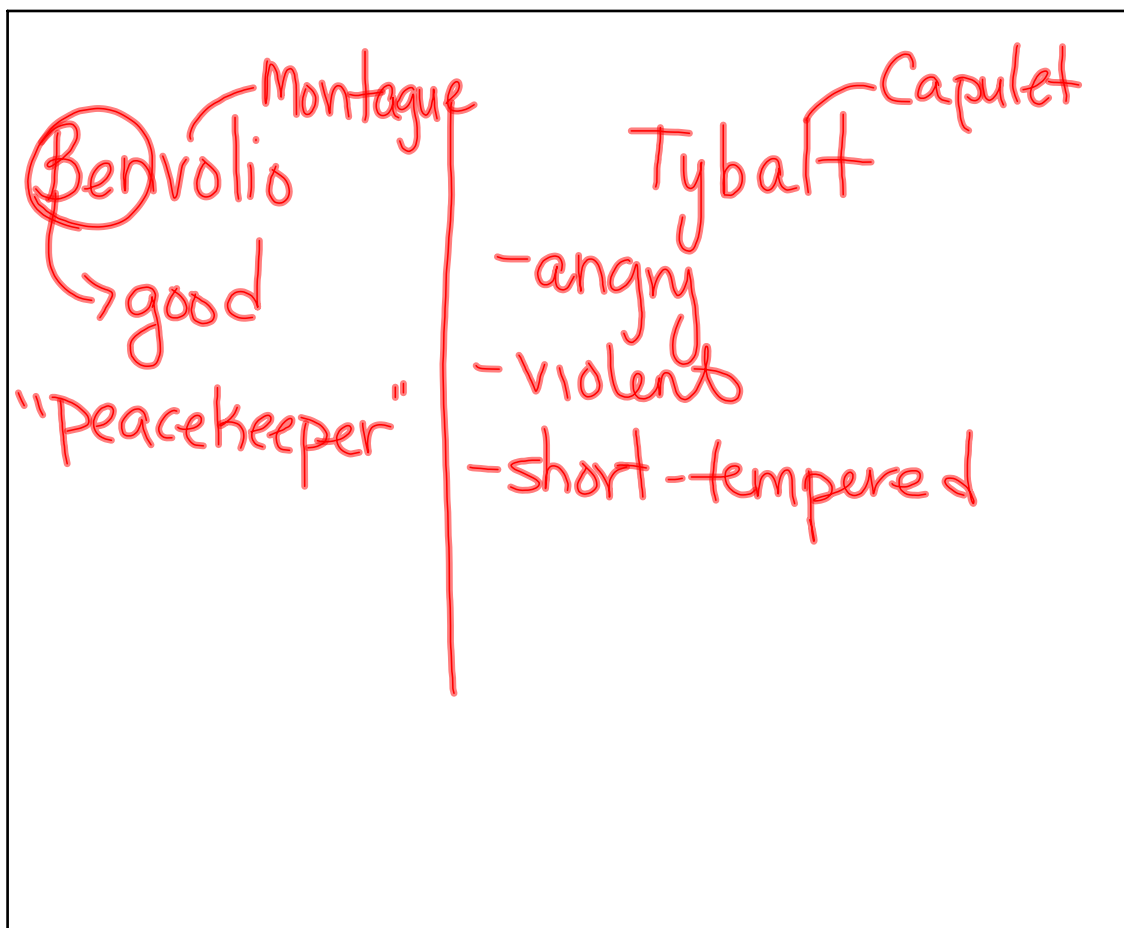 Montague
Benvolio
good
"peacekeeper"
Capulet
Tybalt
-angry
-violent
-short-tempered